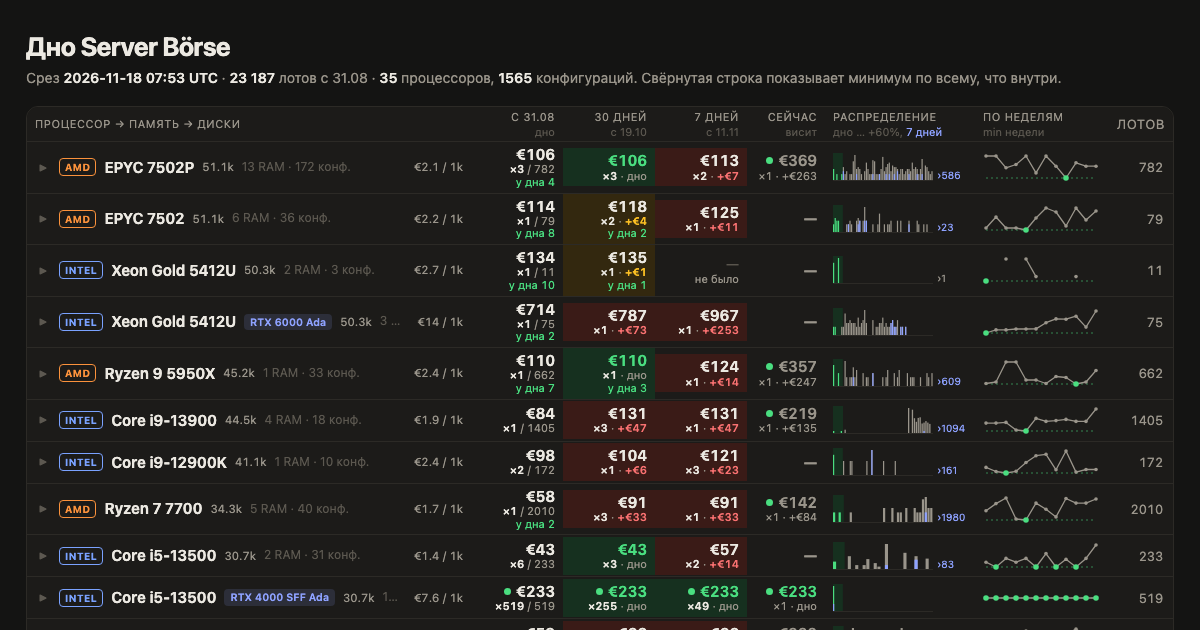 Дно Server Börse
Срез 2026-11-18 07:53 UTC · 23 187 лотов с 31.08 · 35 процессоров, 1565 конфигураций. Свёрнутая строка показывает минимум по всему, что внутри.
ПРОЦЕССОР → ПАМЯТЬ → ДИСКИ С 31.08 30 ДНЕЙ 7 ДНЕЙ СЕЙЧАС РАСПРЕДЕЛЕНИЕ ПО НЕДЕЛЯМ ЛОТОВ
дно с 19.10 с 11.11 висит дно … +60%, 7 дней min недели
▶ AMD EPYC 7502P 51.1k 13 RAM · 172 конф. €2.1 / 1k €106 €106 €113 €369 ›586 782
×3 / 782 ×3 · дно ×2 · +€7 ×1 · +€263
у дна 4
▶ AMD EPYC 7502 51.1k 6 RAM · 36 конф. €2.2 / 1k €114 €118 €125 — ›23 79
×1 / 79 ×2 · +€4 ×1 · +€11
у дна 8 у дна 2
▶ INTEL Xeon Gold 5412U 50.3k 2 RAM · 3 конф. €2.7 / 1k €134 €135 — — ›1 11
×1 / 11 ×1 · +€1 не было
у дна 10 у дна 1
▶ INTEL Xeon Gold 5412U RTX 6000 Ada 50.3k 3 … €14 / 1k €714 €787 €967 — 75
×1 / 75 ×1 · +€73 ×1 · +€253
у дна 2
▶ AMD Ryzen 9 5950X 45.2k 1 RAM · 33 конф. €2.4 / 1k €110 €110 €124 €357 ›609 662
×1 / 662 ×1 · дно ×1 · +€14 ×1 · +€247
у дна 7 у дна 3
▶ INTEL Core i9-13900 44.5k 4 RAM · 18 конф. €1.9 / 1k €84 €131 €131 €219 ›1094 1405
×1 / 1405 ×3 · +€47 ×1 · +€47 ×1 · +€135
▶ INTEL Core i9-12900K 41.1k 1 RAM · 10 конф. €2.4 / 1k €98 €104 €121 — ›161 172
×2 / 172 ×1 · +€6 ×3 · +€23
▶ AMD Ryzen 7 7700 34.3k 5 RAM · 40 конф. €1.7 / 1k €58 €91 €91 €142 ›1980 2010
×1 / 2010 ×3 · +€33 ×1 · +€33 ×1 · +€84
у дна 2
▶ INTEL Core i5-13500 30.7k 2 RAM · 31 конф. €1.4 / 1k €43 €43 €57 — ›83 233
×6 / 233 ×3 · дно ×2 · +€14
▶ INTEL Core i5-13500 RTX 4000 SFF Ada 30.7k 1… €7.6 / 1k €233 €233 €233 €233 519
×519 / 519 ×255 · дно ×49 · дно ×1 · дно